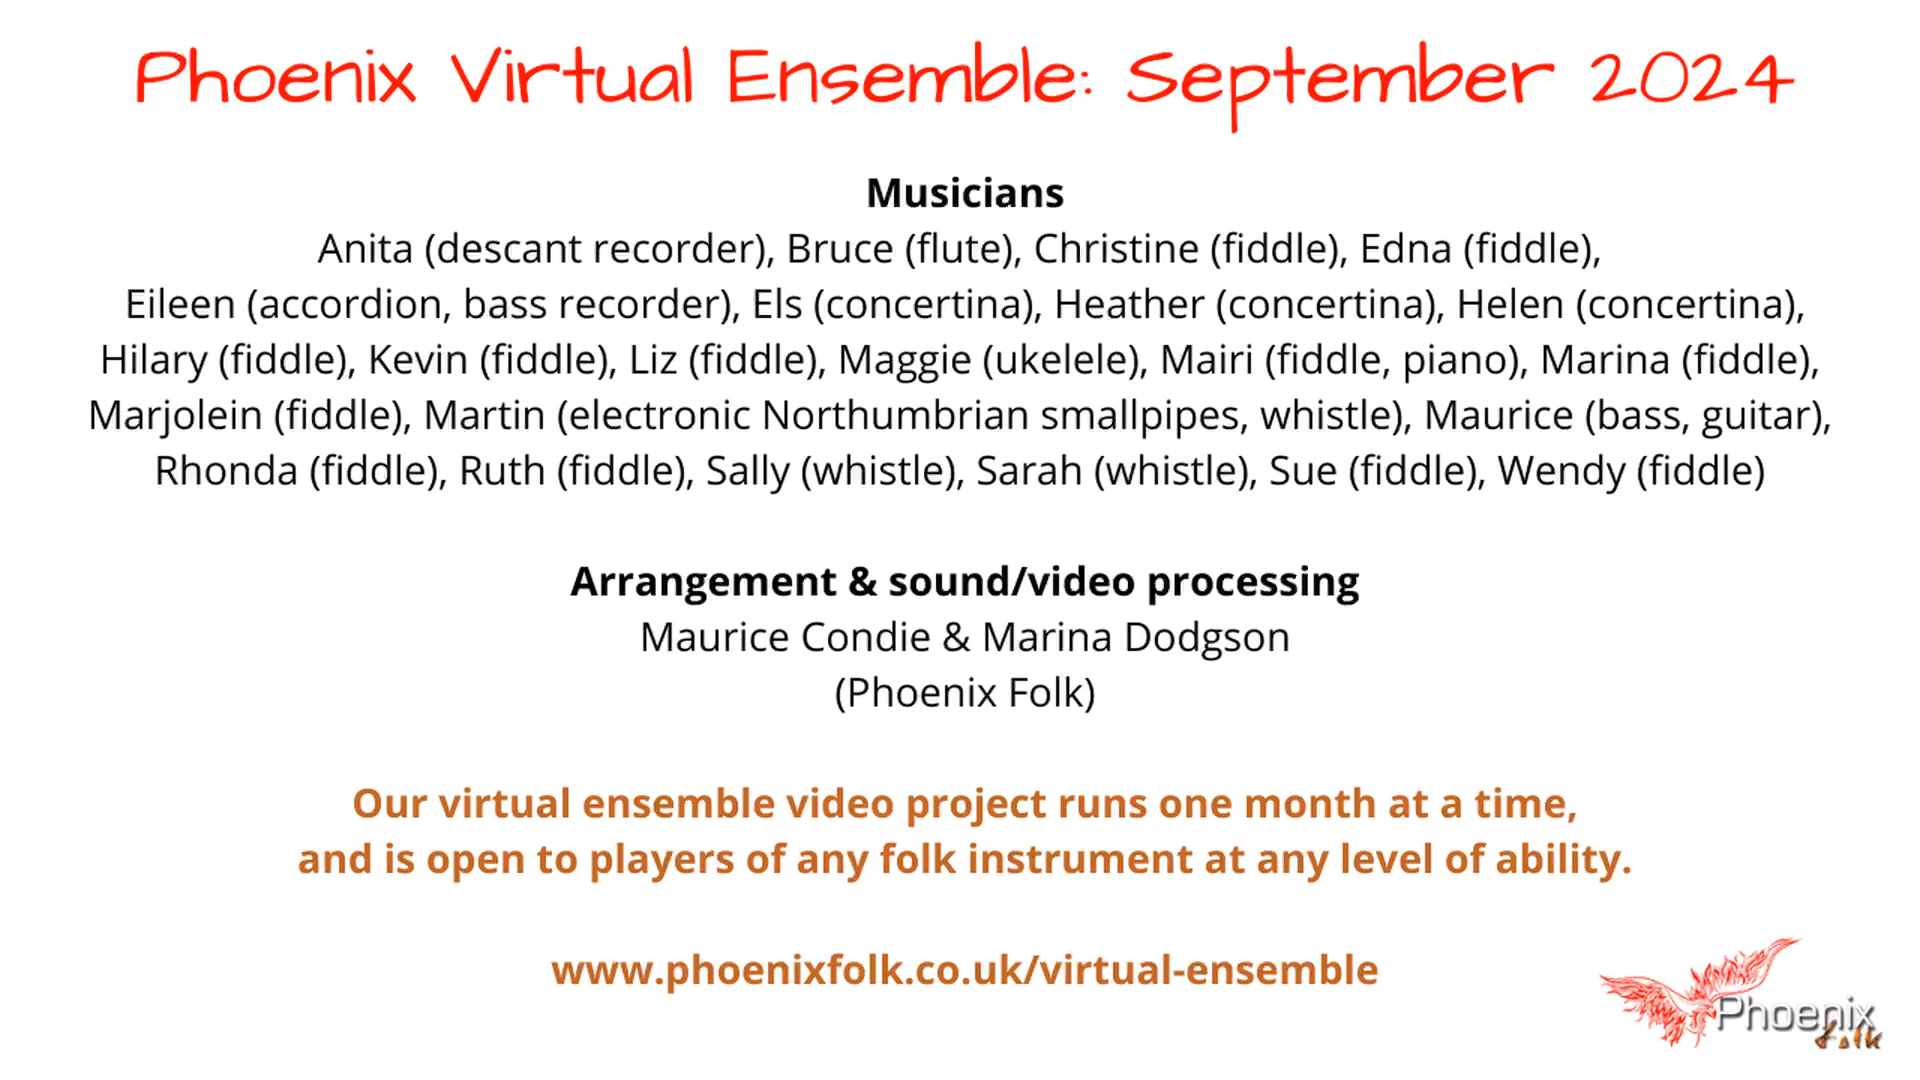 Phoenix Virtual Ensemble: September 2024
Musicians
Anita (descant recorder), Bruce (flute), Christine (fiddle), Edna (fiddle),
Eileen (accordion, bass recorder), Els (concertina), Heather (concertina), Helen (concertina),
Hilary (fiddle), Kevin (fiddle), Liz (fiddle), Maggie (ukelele), Mairi (fiddle, piano), Marina (fiddle),
Marjolein (fiddle), Martin (electronic Northumbrian smallpipes, whistle), Maurice (bass, guitar),
Rhonda (fiddle), Ruth (fiddle), Sally (whistle), Sarah (whistle), Sue (fiddle), Wendy (fiddle)
Arrangement & sound/video processing
Maurice Condie & Marina Dodgson
(Phoenix Folk)
Our virtual ensemble video project runs one month at a time,
and is open to players of any folk instrument at any level of ability.
www.phoenixfolk.co.uk/virtual-ensemble
Phoenix
folk